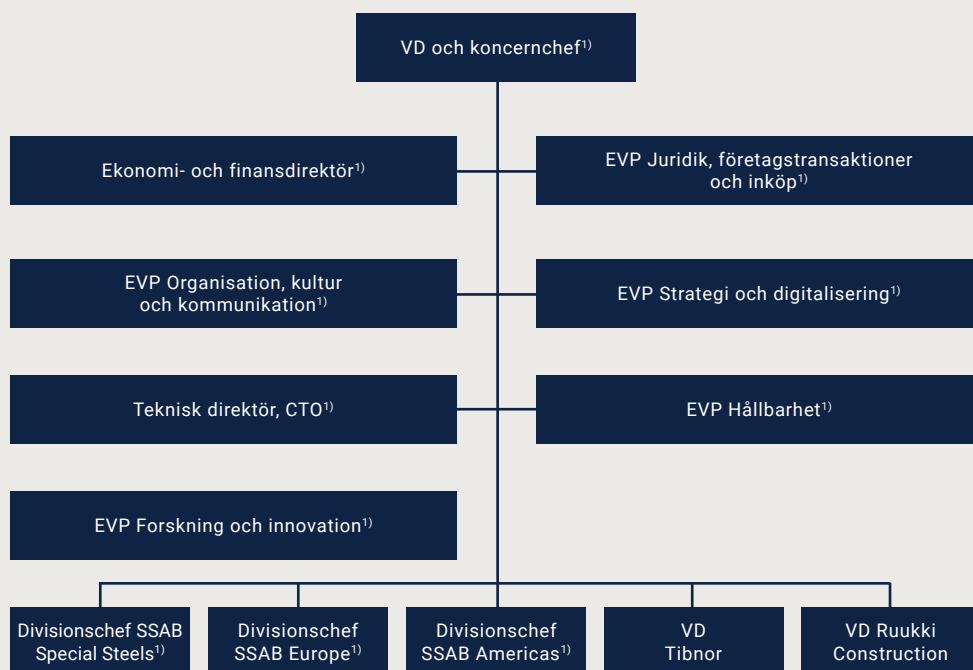 VD och koncernchef¹⁾
Ekonomi- och finansdirektör¹⁾
EVP Juridik, företagstransaktioner
och inköp¹⁾
EVP Organisation, kultur
och kommunikation¹⁾
EVP Strategi och digitalisering¹⁾
Teknisk direktör, CTO¹⁾
EVP Hållbarhet¹⁾
EVP Forskning och innovation¹⁾
Divisionschef SSAB
Special Steels¹⁾
Divisionschef
SSAB Europe¹⁾
Divisionschef
SSAB Americas¹⁾
VD
Tibnor
VD Ruukki
Construction